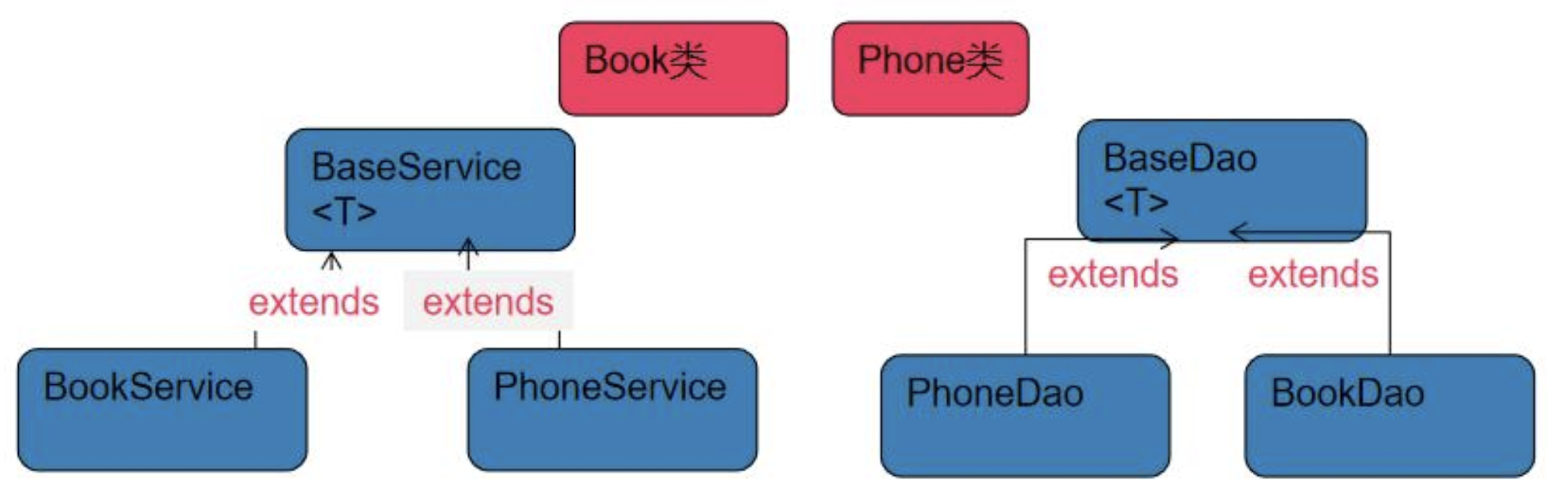 Book类
Phone类
BaseService
<T>
BaseDao
<T>
extends
extends
extends
extends
BookService
PhoneService
PhoneDao
BookDao